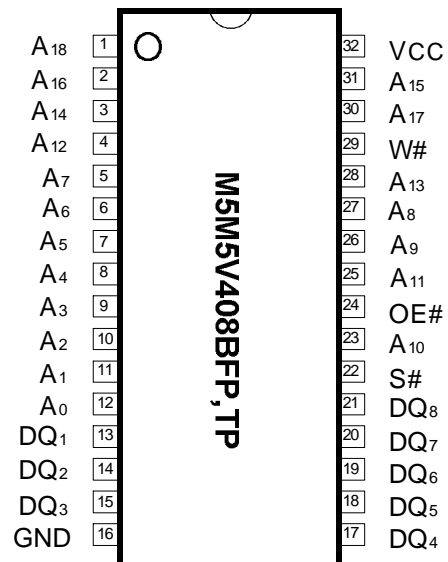 A18 1 32 VCC
A16 2 31 A15
A14 3 30 A17
A12 4 29 W#
A7 5 28 A13
A6 6 27 A8
A5 7 26 A9
A4 8 25 A11
A3 9 24 OE#
A2 10 23 A10
A1 11 22 S#
A0 12 21 DQ8
DQ1 13 20 DQ7
DQ2 14 19 DQ6
DQ3 15 18 DQ5
GND 16 17 DQ4
M5M5V408BFP,TP